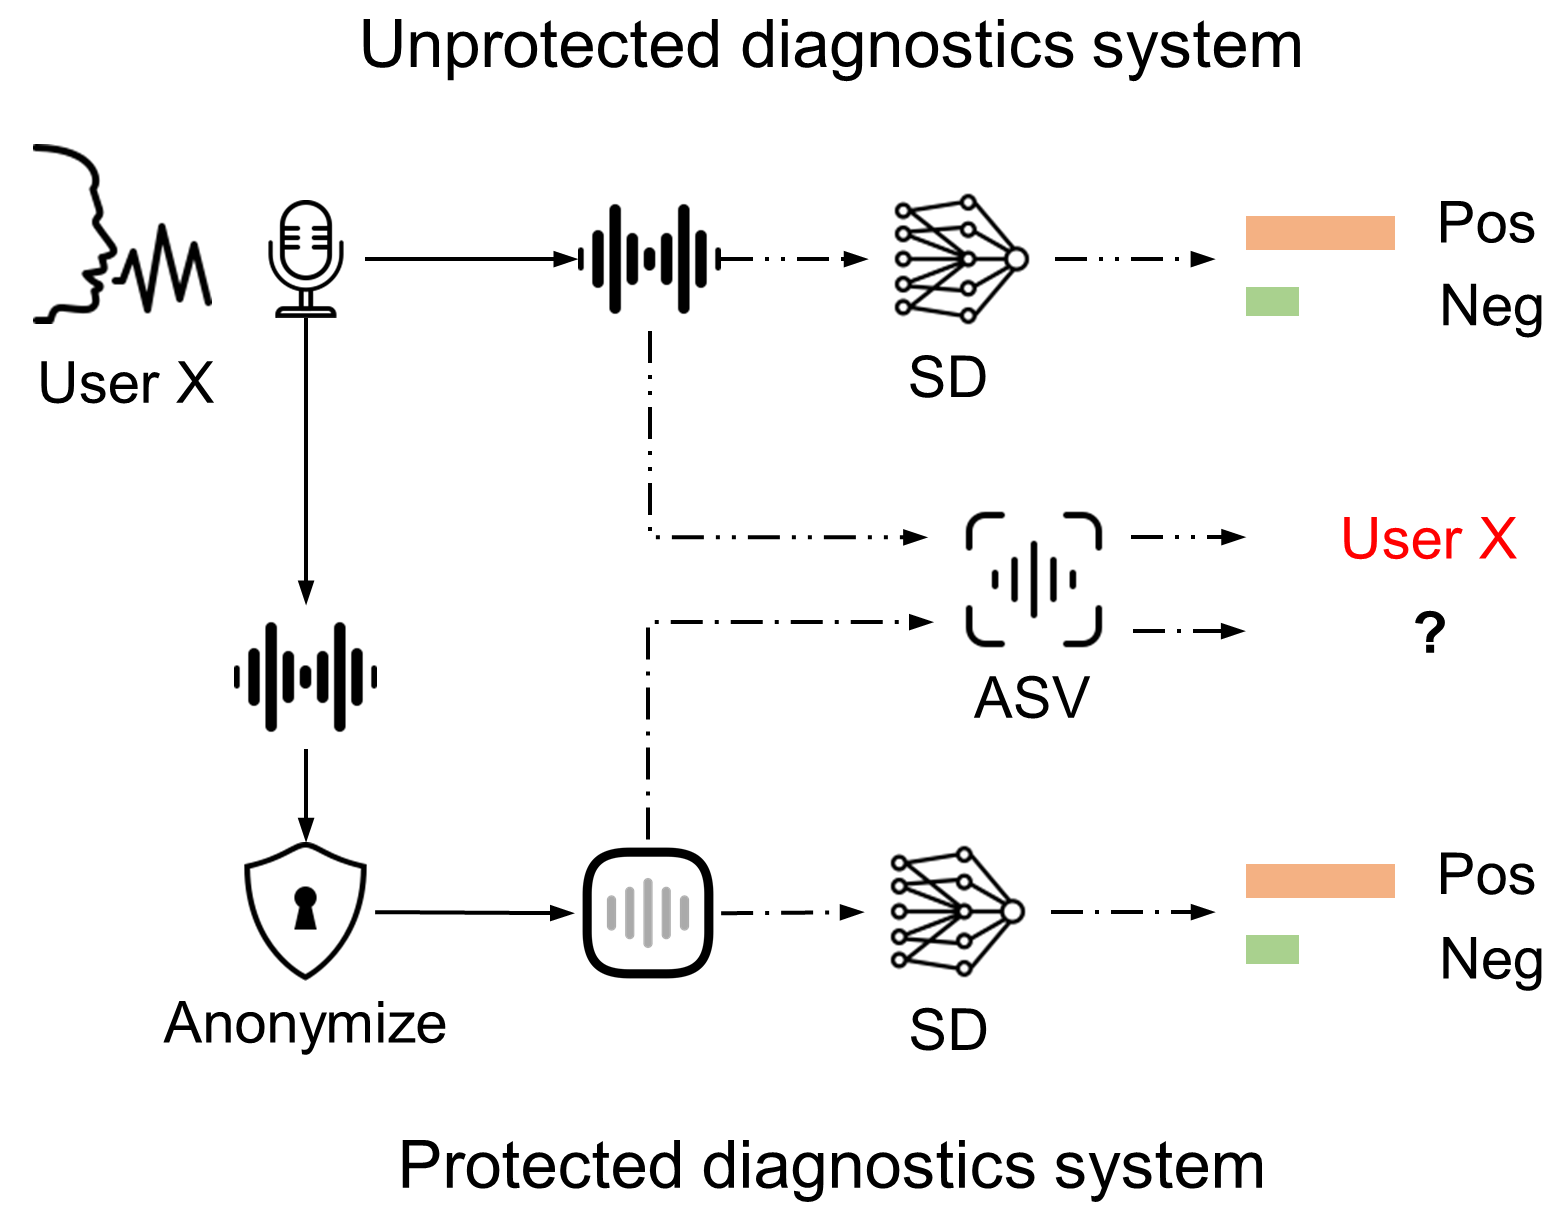 Unprotected diagnostics system
Pos
Neg
User X
SD
User X
?
ASV
Pos
Neg
Anonymize
SD
Protected diagnostics system